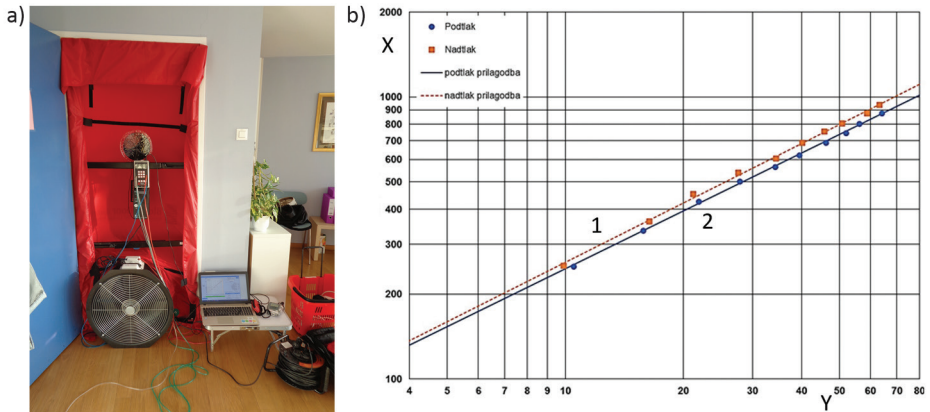 a)
b)
2000
X
Podtlak
Nadtlak
podtlak prilagodba
nadtlak prilagodba
1000
900
800
700
600
500
400
300
200
100
1
2
4 5 6 7 8 9 10 20 30 40 50 60 70 80
Y